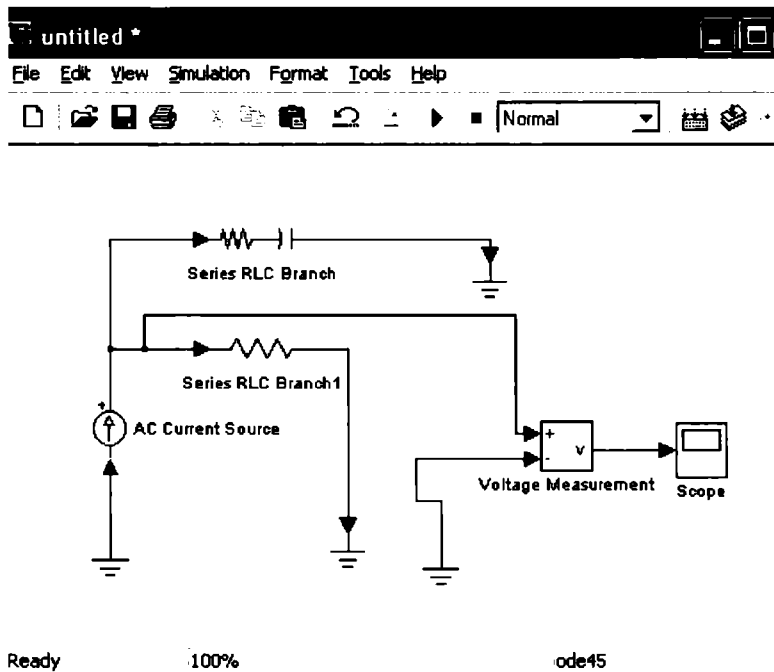 untitled *
File Edit View Simulation Format Tools Help
Normal
Series RLC Branch
Series RLC Branch1
+
AC Current Source
+
-
v
Voltage Measurement
Scope
Ready 100% ode45